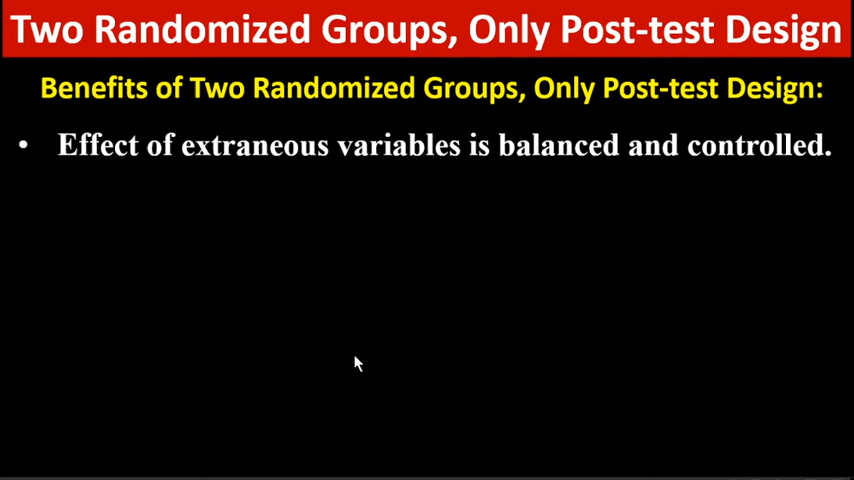 Two Randomized Groups, Only Post-test Design
Benefits of Two Randomized Groups, Only Post-test Design:
• Effect of extraneous variables is balanced and controlled.